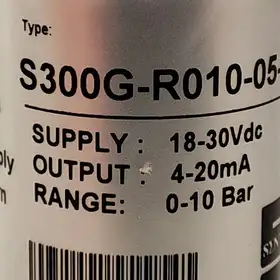 Type:
S300G-R010-05-
SUPPLY : 18-30Vdc
OUTPUT : 4-20mA
RANGE: 0-10 Bar